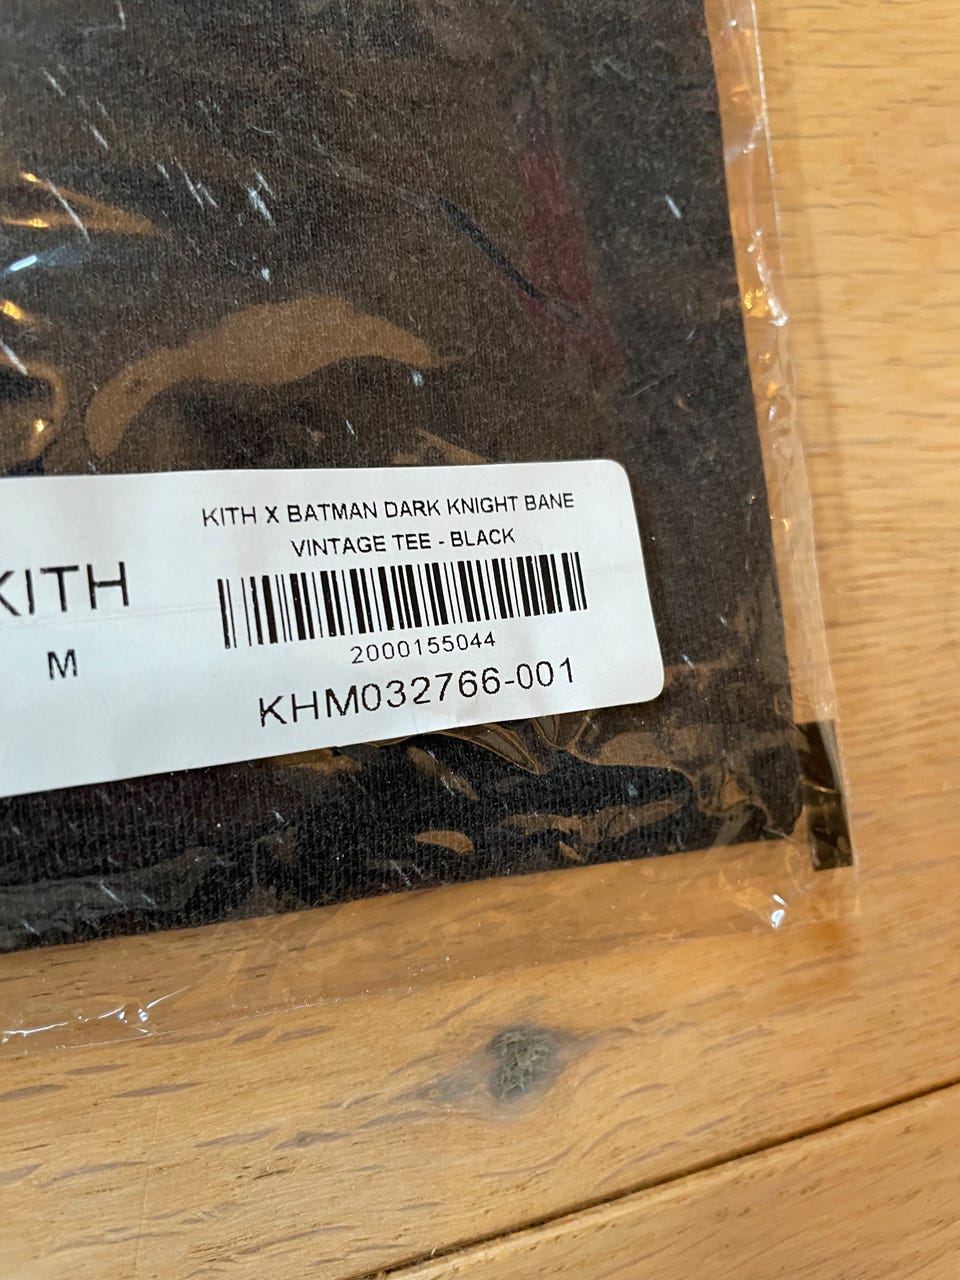 KITH X BATMAN DARK KNIGHT BANE
VINTAGE TEE - BLACK
KITH
M
2000155044
KHM032766-001